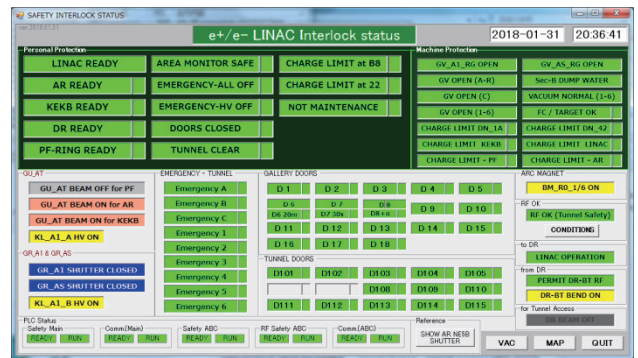 SAFETY INTERLOCK STATUS
ver.2018.01.31
e+/e- LINAC Interlock status
2018-01-31 20:36:41
Personal Protection
LINAC READY
AREA MONITOR SAFE
CHARGE LIMIT at B8
AR READY
EMERGENCY-ALL OFF
CHARGE LIMIT at 22
KEKB READY
EMERGENCY-HV OFF
NOT MAINTENANCE
DR READY
DOORS CLOSED
PF-RING READY
TUNNEL CLEAR
Machine Protection
GV_A1_RG OPEN
GV_AS_RG OPEN
GV OPEN (A-R)
Sec-B DUMP WATER
GV OPEN (C)
VACUUM NORMAL (1-6)
GV OPEN (1-6)
FC / TARGET OK
CHARGE LIMIT DN_1A
CHARGE LIMIT DN_42
CHARGE LIMIT KEKB
CHARGE LIMIT LINAC
CHARGE LIMIT - PF
CHARGE LIMIT - AR
GU_AT
GU_AT BEAM OFF for PF
GU_AT BEAM ON for AR
GU_AT BEAM ON for KEKB
KL_A1_A HV ON
GR_A1 & GR_AS
GR_A1 SHUTTER CLOSED
GR_AS SHUTTER CLOSED
KL_A1_B HV ON
EMERGENCY - TUNNEL
Emergency A
Emergency B
Emergency C
Emergency 1
Emergency 2
Emergency 3
Emergency 4
Emergency 5
Emergency 6
GALLERY DOORS
D 1 D 2 D 3 D 4 D 5
D 6 D 7 D 8 D 9 D 10
D6 20m D7 30s
D 11 D 12 D 13 D 14 D 15
D 16 D 17 D 18
TUNNEL DOORS
D101 D102 D103 D104 D105
D108 D109 D110
D111 D112 D113 D114 D115
ARC MAGNET
BM_R0_1/6 ON
RF OK
RF OK (Tunnel Safety)
CONDITIONS
to DR
LINAC OPERATION
from DR
PERMIT DR-BT RF
DR-BT BEND ON
for Tunnel Access
DR BEAM OFF
PLC Status
Safety Main
READY RUN
Comm.(Main)
READY RUN
Safety ABC
READY RUN
RF Safety ABC
READY RUN
Comm.(ABC)
READY RUN
Reference
SHOW AR NE5B
SHUTTER
VAC
MAP
QUIT